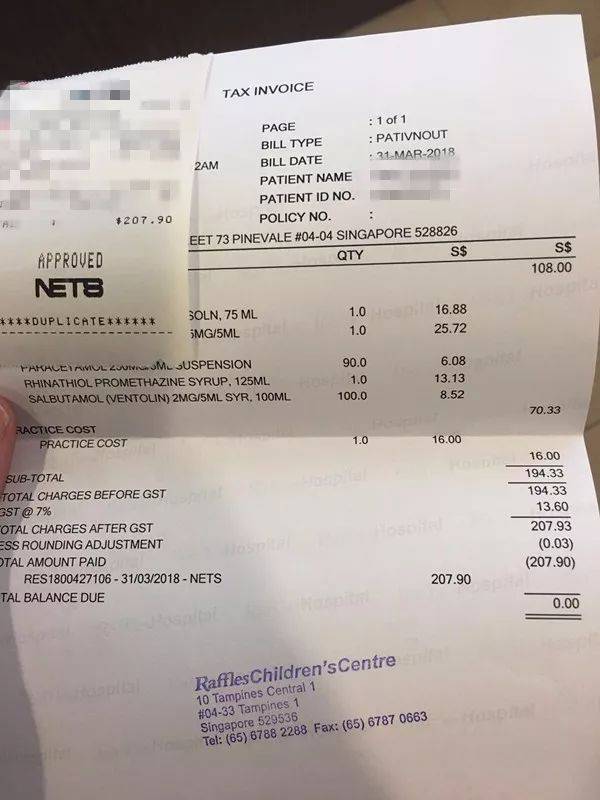 $207.90
APPROVED
NETS
****DUPLICATE******
TAX INVOICE
PAGE : 1 of 1
BILL TYPE : PATIVNOUT
2AM BILL DATE : 31-MAR-2018
PATIENT NAME
PATIENT ID NO.
POLICY NO. :
EET 73 PINEVALE #04-04 SINGAPORE 528826
QTY S$ S$
108.00
SOLN, 75 ML 1.0 16.88
5MG/5ML 1.0 25.72
PARACETAMOL 250MG/5ML SUSPENSION 90.0 6.08
RHINATHIOL PROMETHAZINE SYRUP, 125ML 1.0 13.13
SALBUTAMOL (VENTOLIN) 2MG/5ML SYR, 100ML 100.0 8.52
70.33
RACTICE COST
PRACTICE COST 1.0 16.00
16.00
SUB-TOTAL 194.33
TOTAL CHARGES BEFORE GST 194.33
GST @ 7% 13.60
OTAL CHARGES AFTER GST 207.93
ESS ROUNDING ADJUSTMENT (0.03)
OTAL AMOUNT PAID (207.90)
RES1800427106 - 31/03/2018 - NETS 207.90
TAL BALANCE DUE 0.00
RafflesChildren'sCentre
10 Tampines Central 1
#04-33 Tampines 1
Singapore 529536
Tel: (65) 6788 2288 Fax: (65) 6787 0663